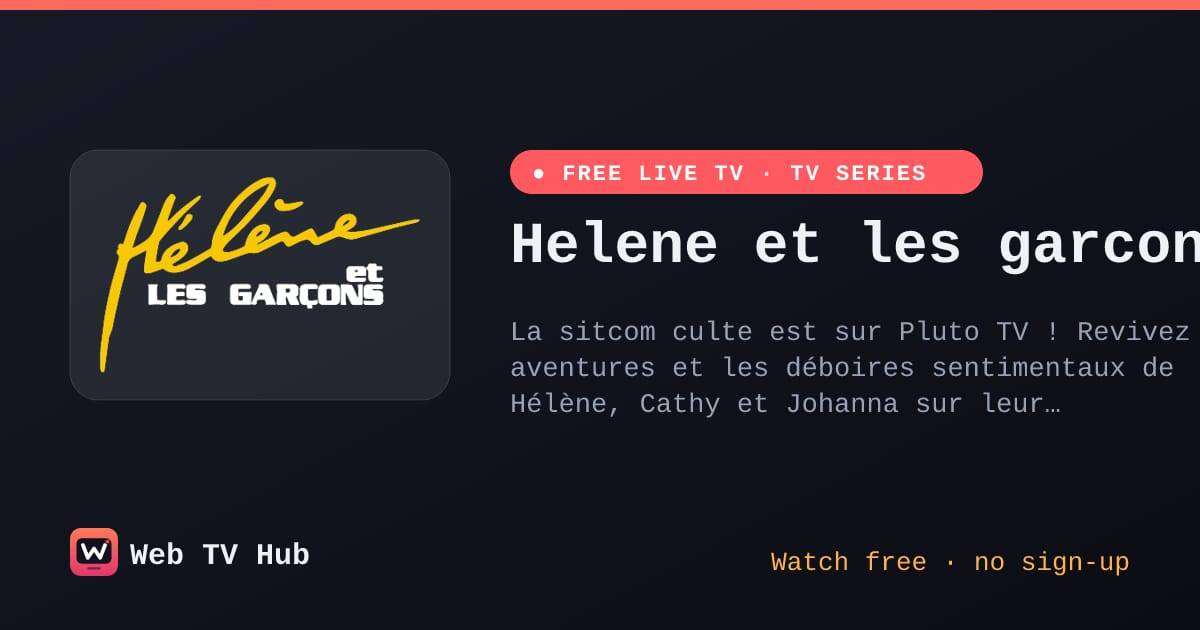 Hélène
et
LES GARÇONS
● FREE LIVE TV · TV SERIES
Helene et les garcon
La sitcom culte est sur Pluto TV ! Revivez
aventures et les déboires sentimentaux de
Hélène, Cathy et Johanna sur leur…
W
Web TV Hub
Watch free · no sign-up